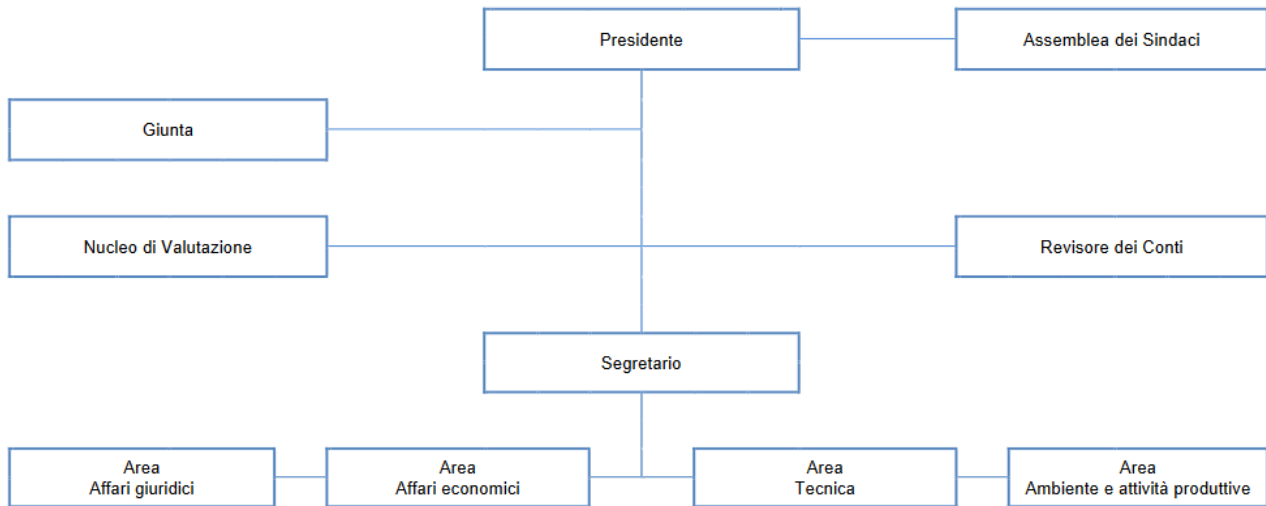 Presidente
Assemblea dei Sindaci
Giunta
Nucleo di Valutazione
Revisore dei Conti
Segretario
Area
Affari giuridici
Area
Affari economici
Area
Tecnica
Area
Ambiente e attività produttive